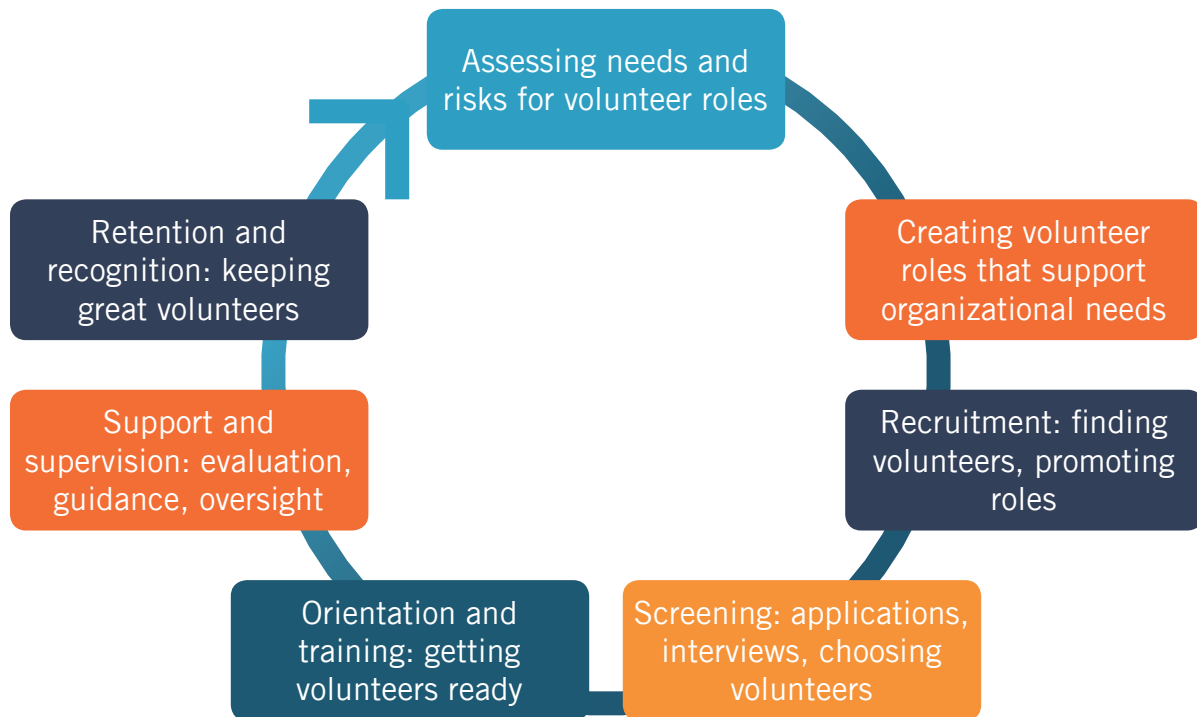 Assessing needs and
risks for volunteer roles
Creating volunteer
roles that support
organizational needs
Recruitment: finding
volunteers, promoting
roles
Screening: applications,
interviews, choosing
volunteers
Orientation and
training: getting
volunteers ready
Support and
supervision: evaluation,
guidance, oversight
Retention and
recognition: keeping
great volunteers